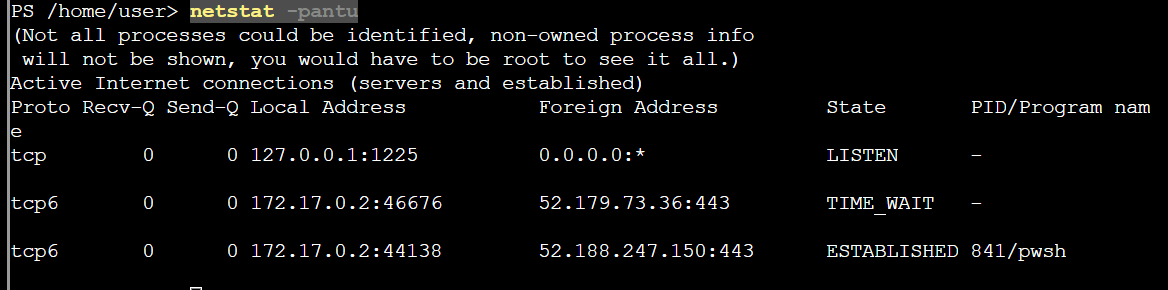 PS /home/user> netstat -pantu
(Not all processes could be identified, non-owned process info
 will not be shown, you would have to be root to see it all.)
Active Internet connections (servers and established)
Proto Recv-Q Send-Q Local Address           Foreign Address         State       PID/Program nam
e
tcp        0      0 127.0.0.1:1225          0.0.0.0:*               LISTEN      -
tcp6       0      0 172.17.0.2:46676        52.179.73.36:443        TIME_WAIT   -
tcp6       0      0 172.17.0.2:44138        52.188.247.150:443      ESTABLISHED 841/pwsh